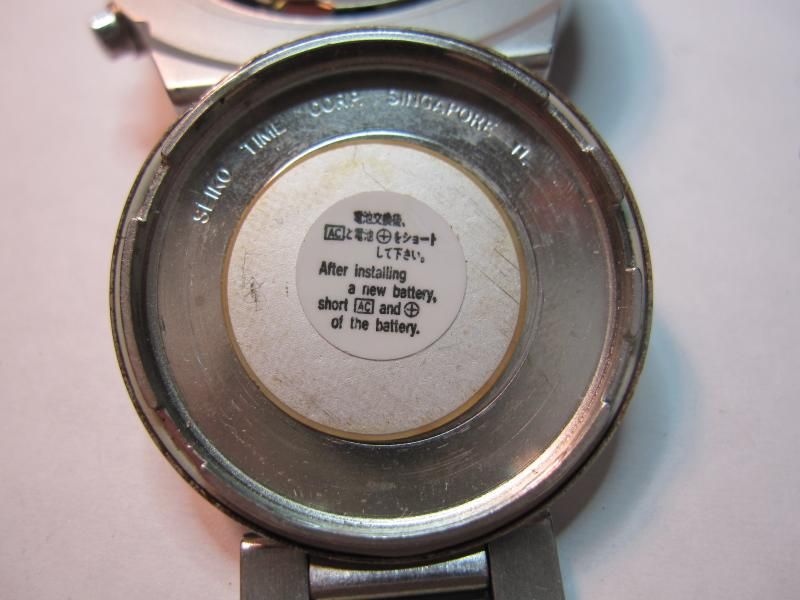 SEIKO TIME CORP. SINGAPORE
電池交換後、
ACと電池⊕をショート
して下さい。
After installing
a new battery,
short AC and ⊕
of the battery.